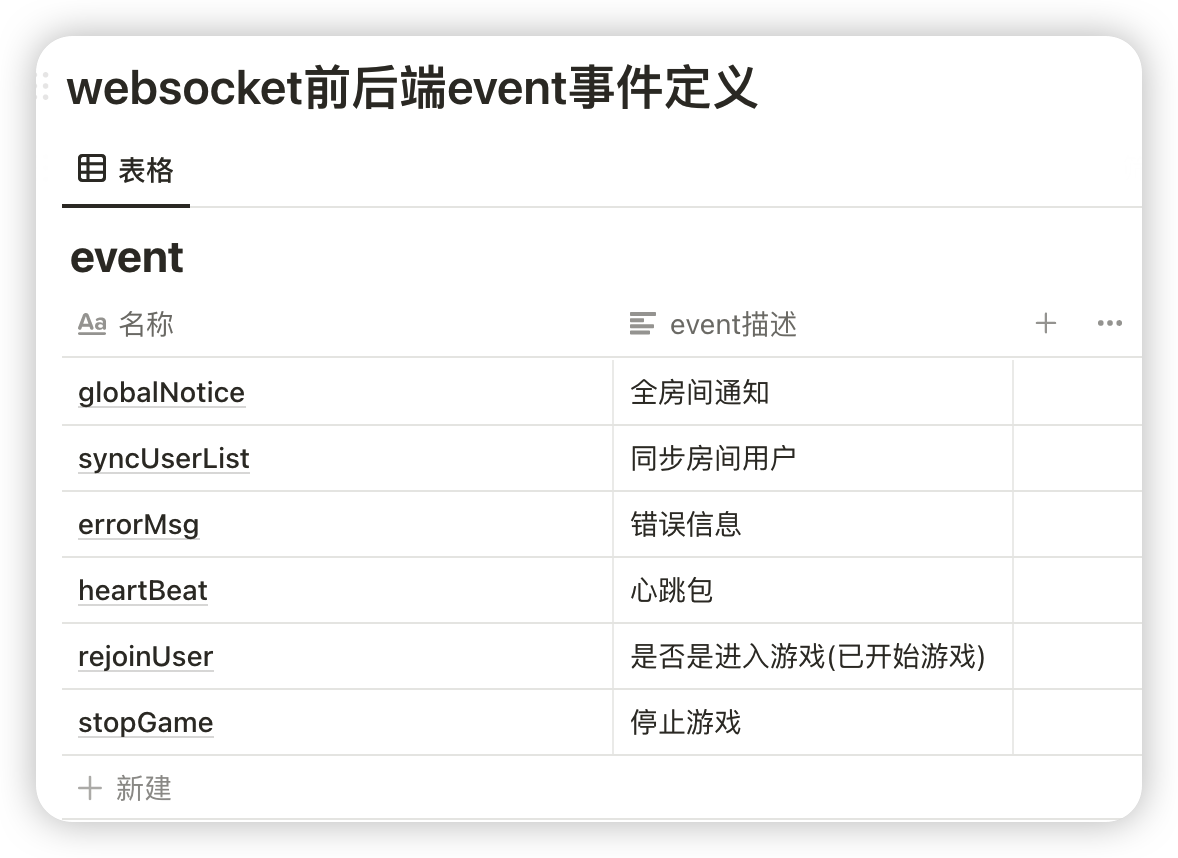 websocket前后端event事件定义
表格
event
Aa 名称 event描述
globalNotice 全房间通知
syncUserList 同步房间用户
errorMsg 错误信息
heartBeat 心跳包
rejoinUser 是否是进入游戏(已开始游戏)
stopGame 停止游戏
+ 新建